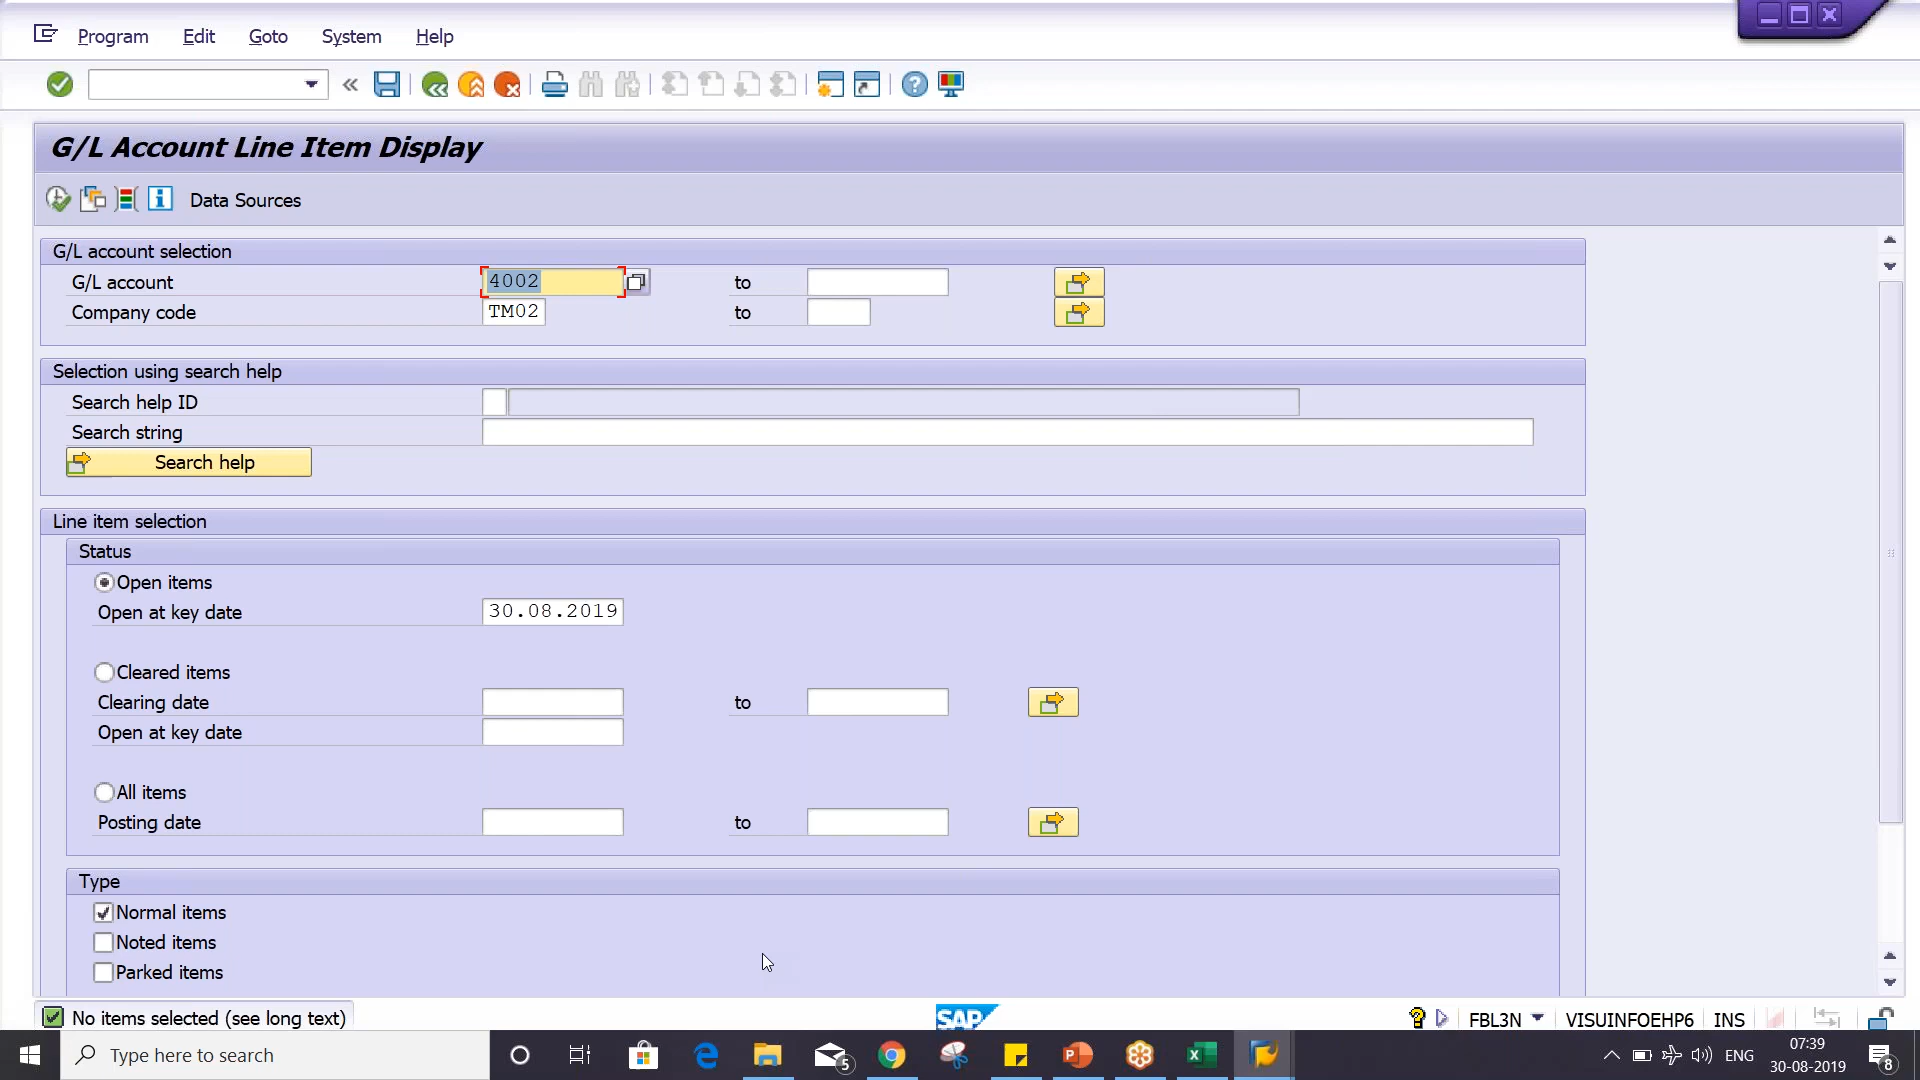 Program Edit Goto System Help
G/L Account Line Item Display
Data Sources
G/L account selection
G/L account 4002 to
Company code TM02 to
Selection using search help
Search help ID
Search string
Search help
Line item selection
Status
Open items
Open at key date 30.08.2019
Cleared items
Clearing date to
Open at key date
All items
Posting date to
Type
Normal items
Noted items
Parked items
No items selected (see long text)
SAP
FBL3N VISUINFOEHP6 INS
Type here to search
5
ENG
07:39
30-08-2019
8